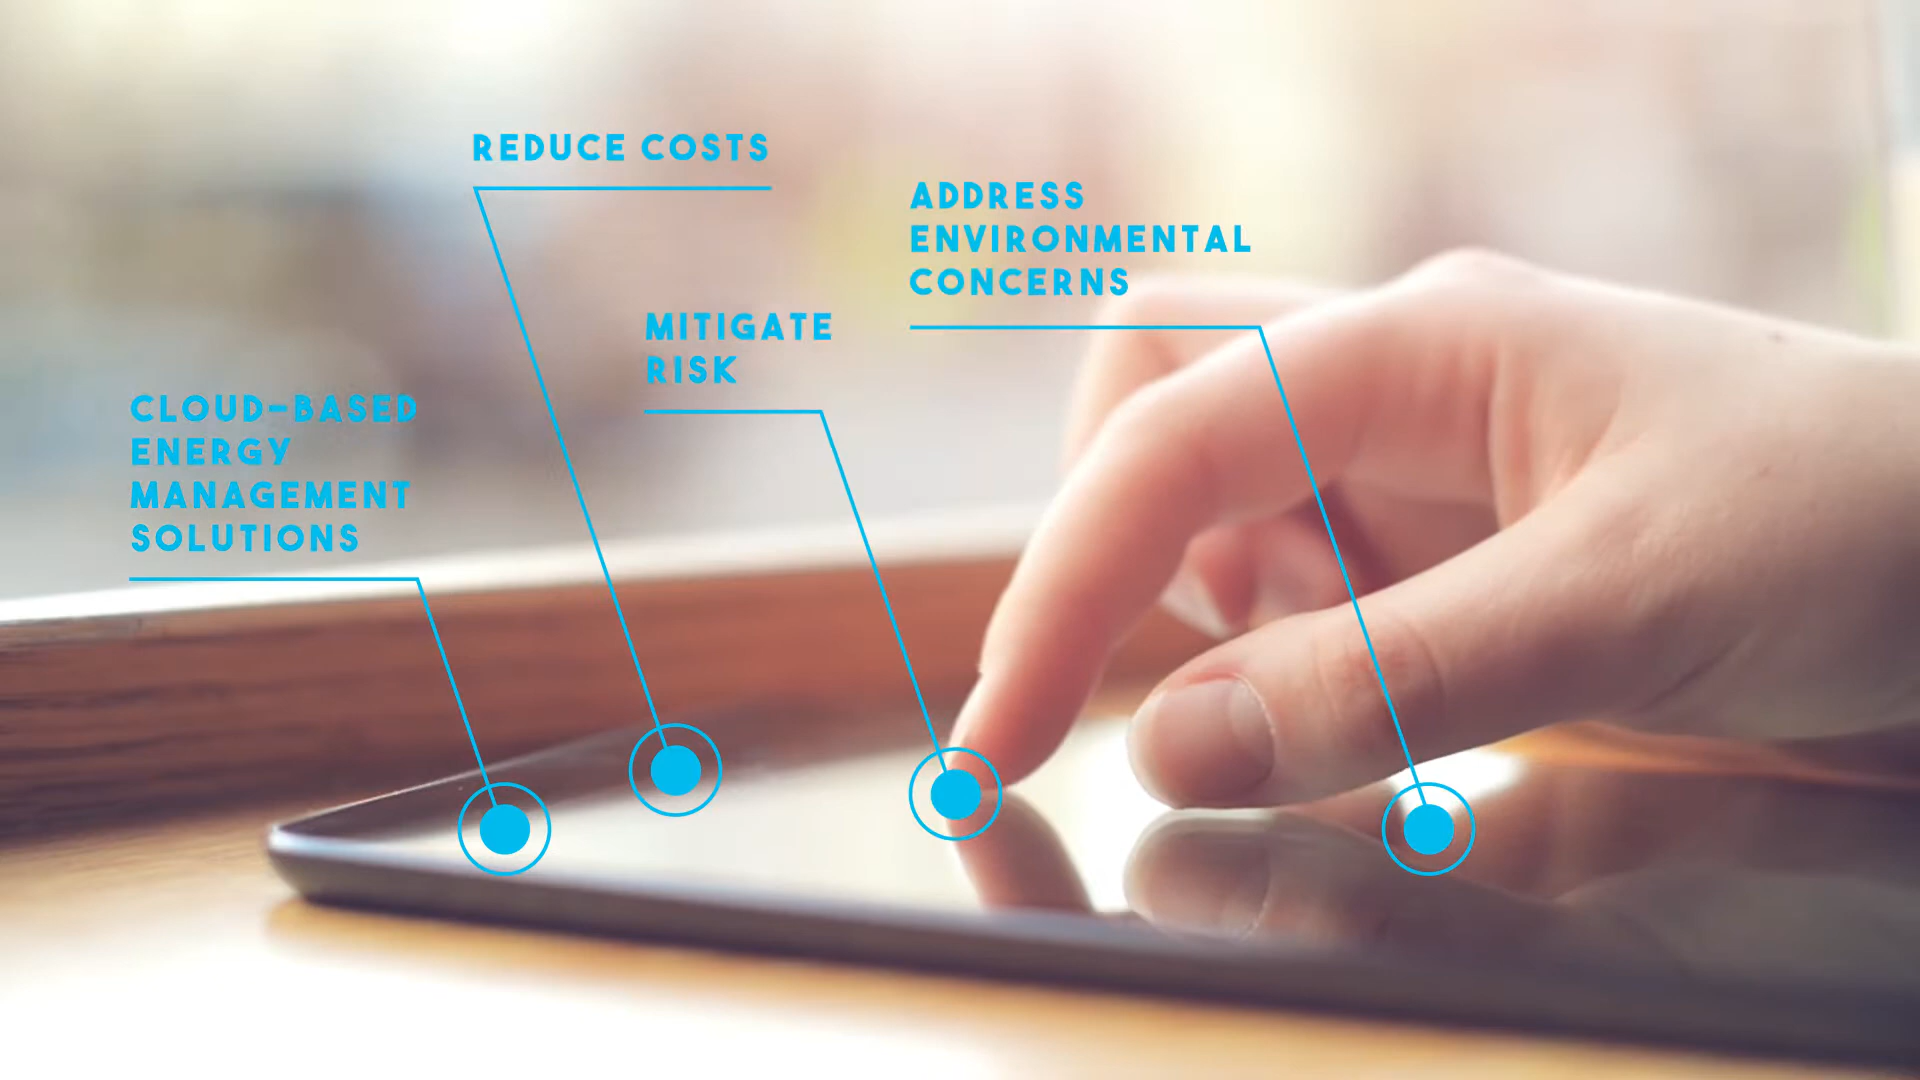 REDUCE COSTS
ADDRESS
ENVIRONMENTAL
CONCERNS
MITIGATE
RISK
CLOUD-BASED
ENERGY
MANAGEMENT
SOLUTIONS